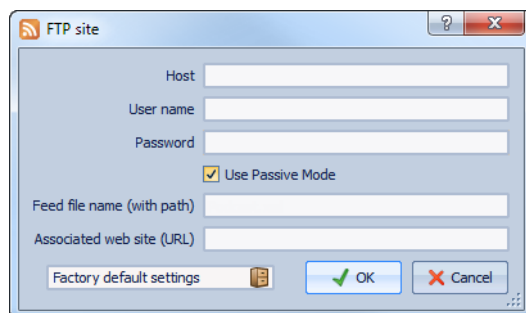 FTP site
Host
User name
Password
Use Passive Mode
Feed file name (with path)
Associated web site (URL)
Factory default settings
OK
Cancel